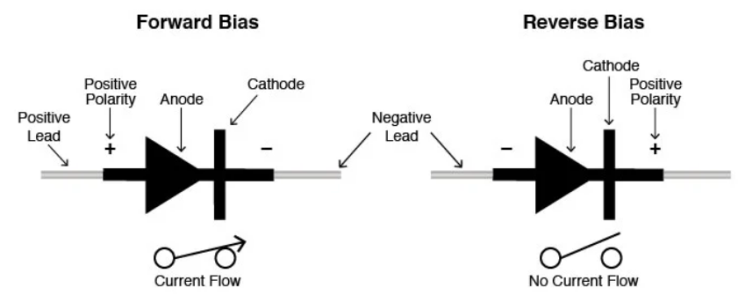 Forward Bias
Reverse Bias
Positive
Polarity
Anode
Cathode
Positive
Lead
+
-
Negative
Lead
Cathode
Anode
Positive
Polarity
-
+
Current Flow
No Current Flow